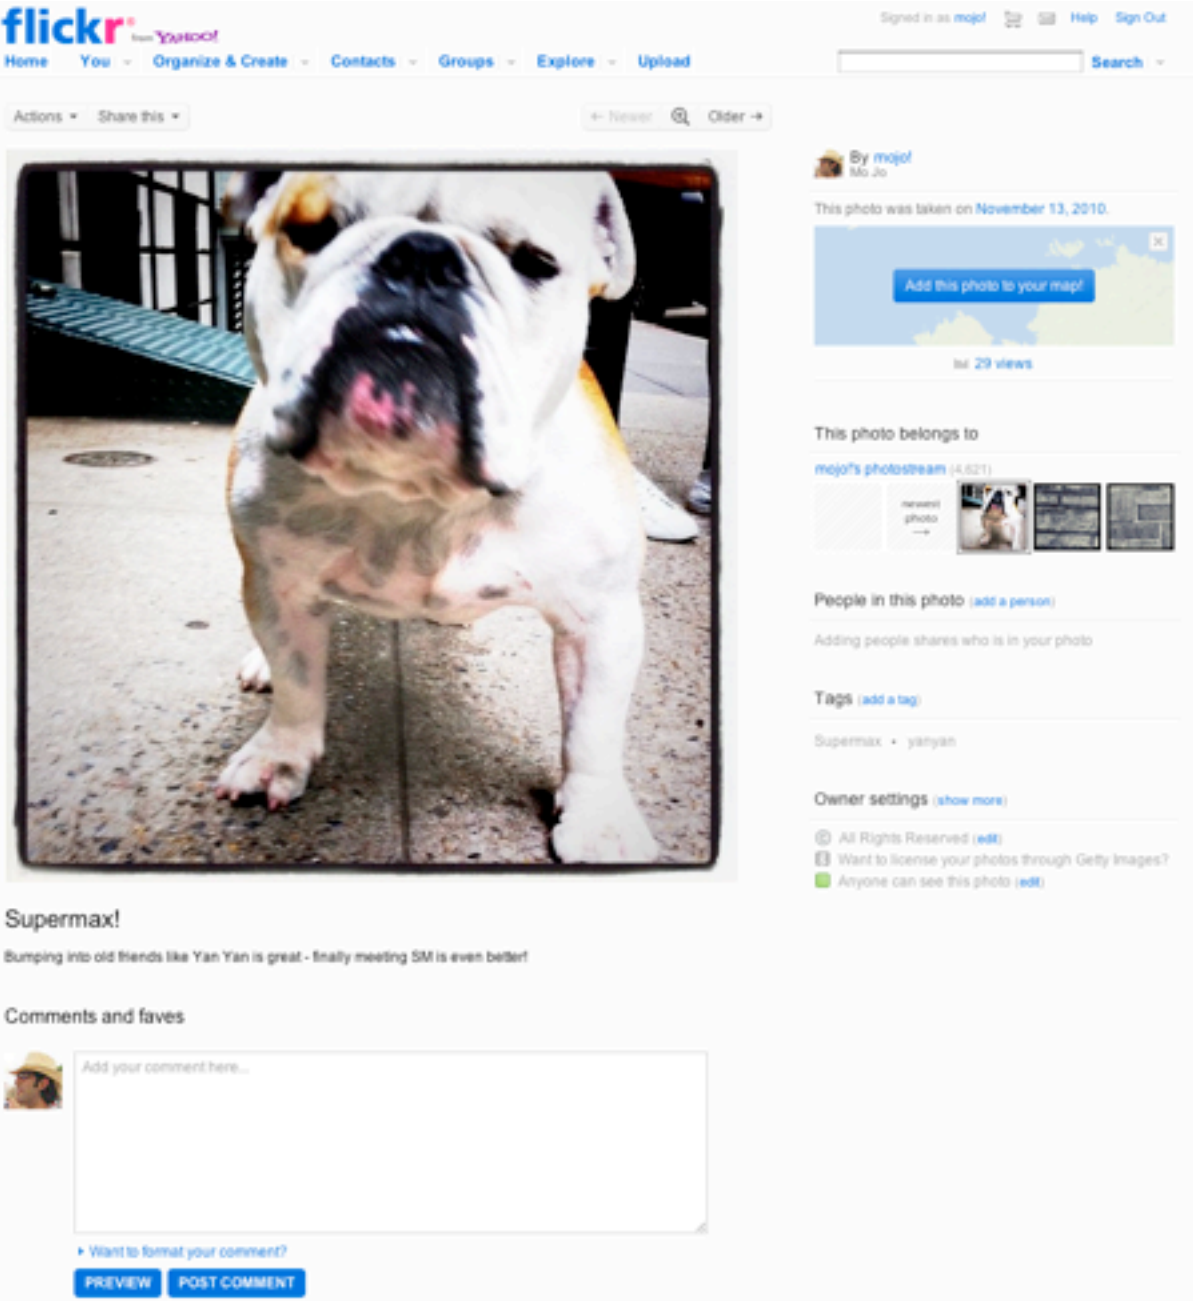 flickr from YAHOO!
Signed in as mojo! Help Sign Out
Home You Organize & Create Contacts Groups Explore Upload
Search
Actions Share this
← Newer Older →
By mojo!
Mo Jo
This photo was taken on November 13, 2010.
Add this photo to your map!
29 views
This photo belongs to
mojo!'s photostream (4,621)
newest
photo
→
People in this photo (add a person)
Adding people shares who is in your photo
Tags (add a tag)
Supermax • yanyan
Owner settings (show more)
© All Rights Reserved (edit)
Want to license your photos through Getty Images?
Anyone can see this photo (edit)
Supermax!
Bumping into old friends like Yan Yan is great - finally meeting SM is even better!
Comments and faves
Add your comment here...
Want to format your comment?
PREVIEW POST COMMENT